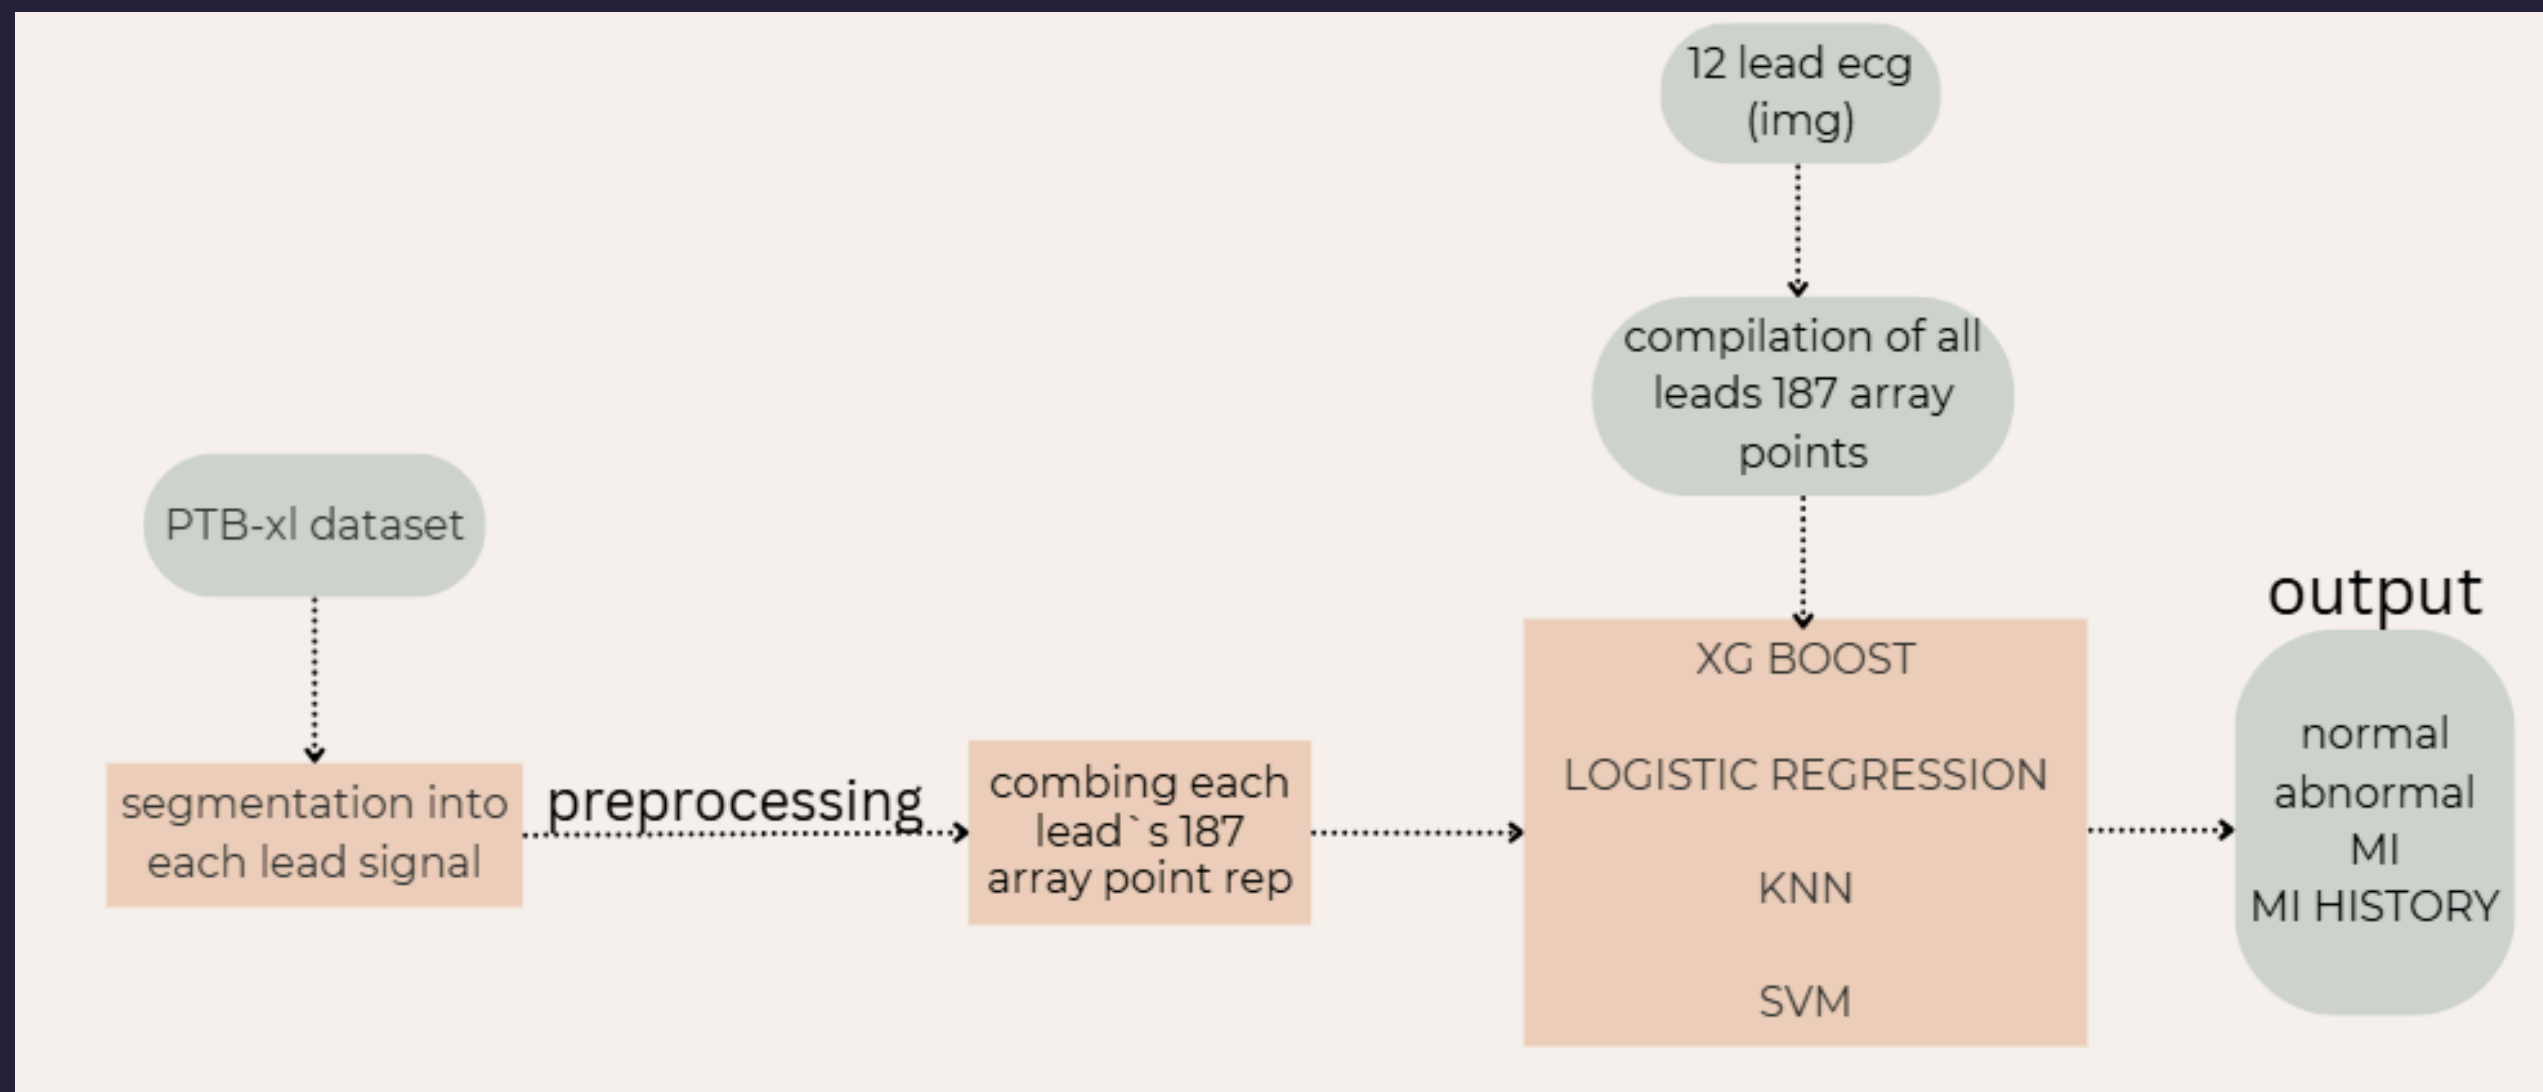 12 lead ecg
(img)
compilation of all
leads 187 array
points
PTB-xl dataset
segmentation into
each lead signal
preprocessing
combing each
lead`s 187
array point rep
XG BOOST
LOGISTIC REGRESSION
KNN
SVM
output
normal
abnormal
MI
MI HISTORY